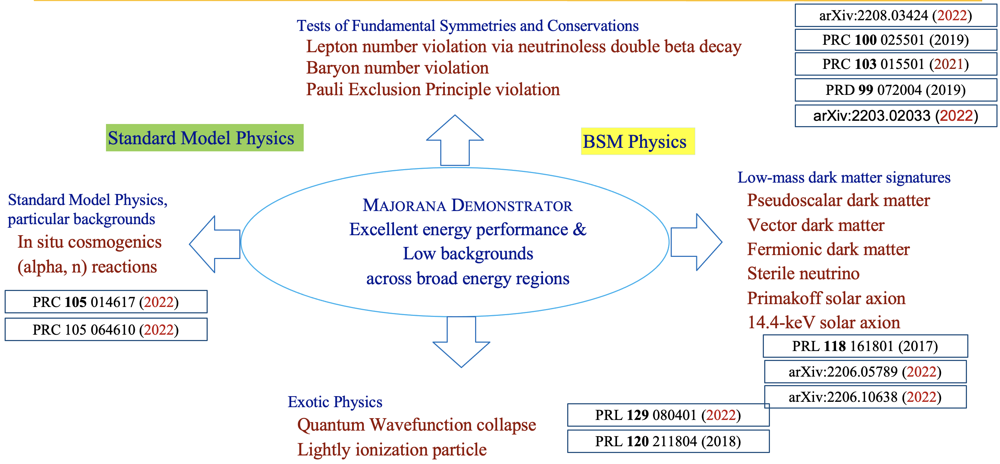 Tests of Fundamental Symmetries and Conservations
Lepton number violation via neutrinoless double beta decay
Baryon number violation
Pauli Exclusion Principle violation
arXiv:2208.03424 (2022)
PRC 100 025501 (2019)
PRC 103 015501 (2021)
PRD 99 072004 (2019)
arXiv:2203.02033 (2022)
Standard Model Physics
BSM Physics
Standard Model Physics,
particular backgrounds
In situ cosmogenics
(alpha, n) reactions
PRC 105 014617 (2022)
PRC 105 064610 (2022)
MAJORANA DEMONSTRATOR
Excellent energy performance &
Low backgrounds
across broad energy regions
Low-mass dark matter signatures
Pseudoscalar dark matter
Vector dark matter
Fermionic dark matter
Sterile neutrino
Primakoff solar axion
14.4-keV solar axion
PRL 118 161801 (2017)
arXiv:2206.05789 (2022)
arXiv:2206.10638 (2022)
Exotic Physics
Quantum Wavefunction collapse
Lightly ionization particle
PRL 129 080401 (2022)
PRL 120 211804 (2018)